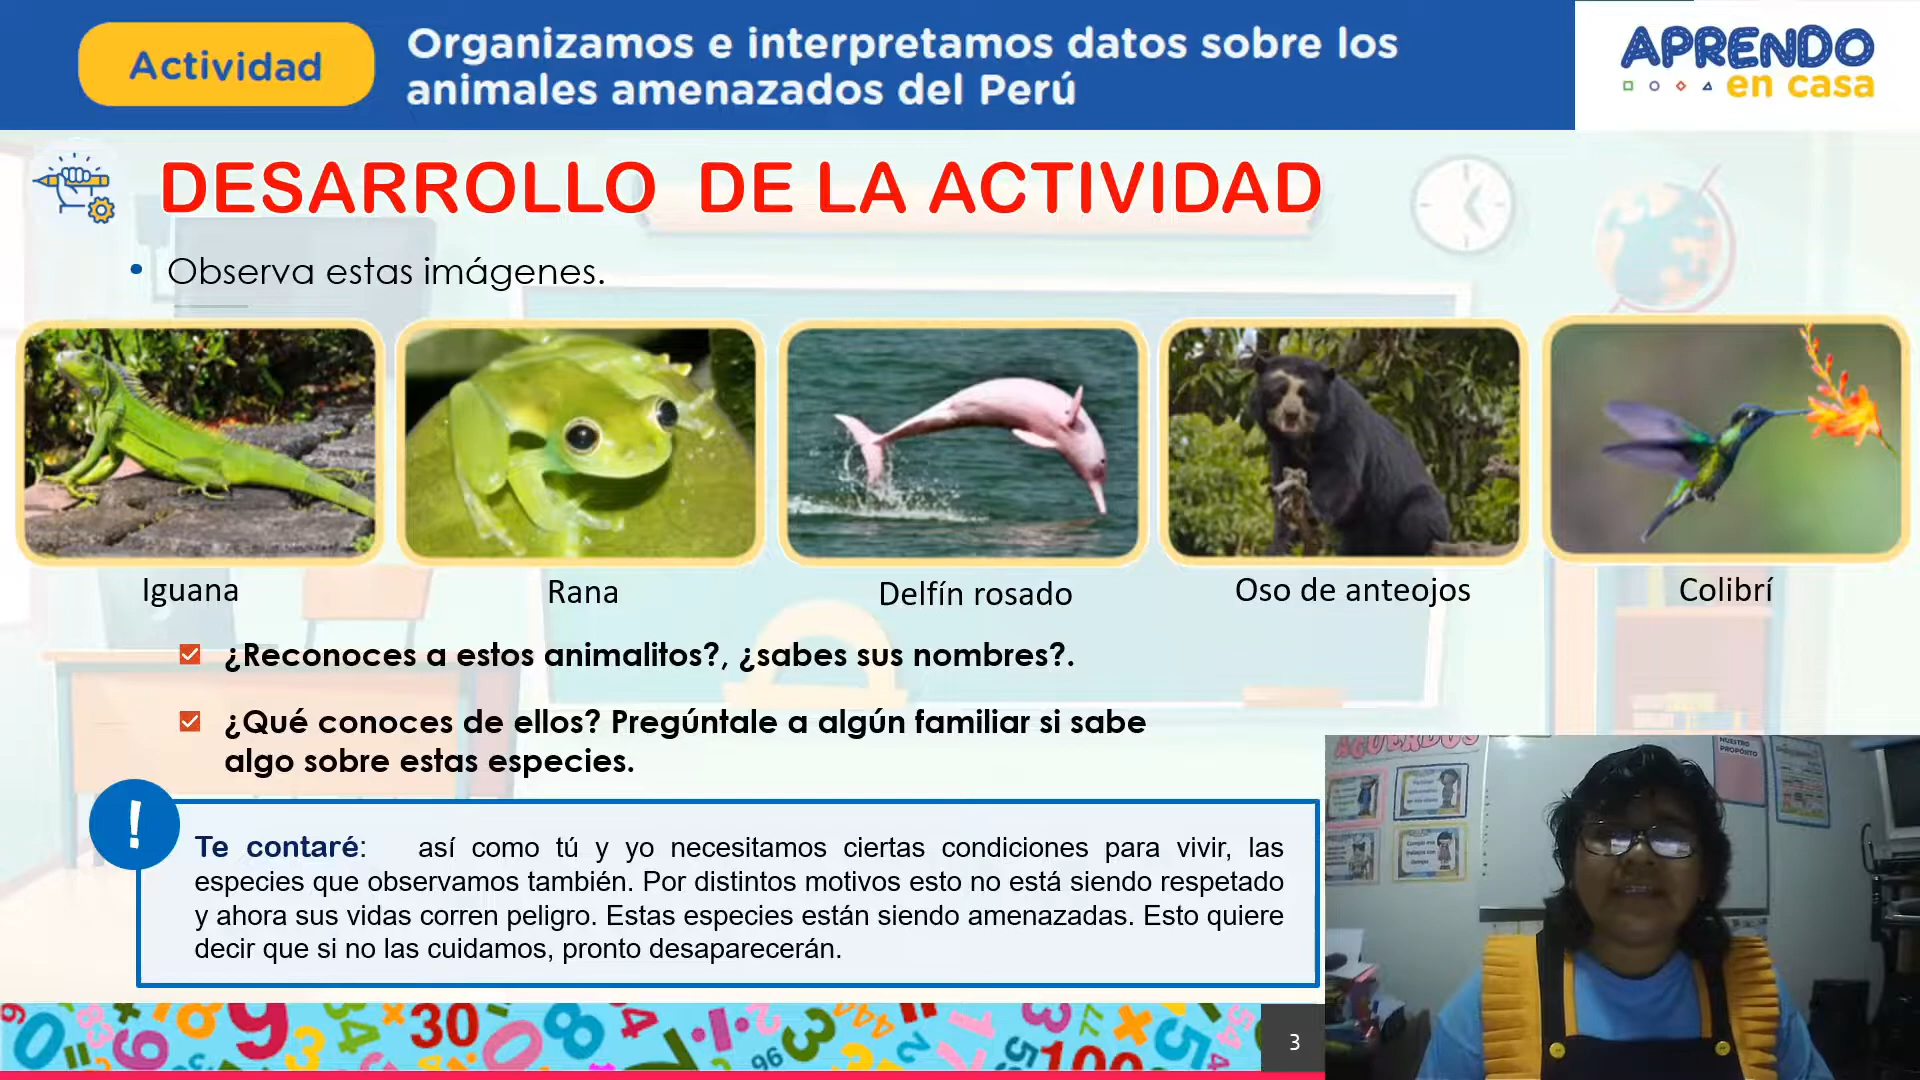 Actividad
Organizamos e interpretamos datos sobre los
animales amenazados del Perú
APRENDO
en casa
DESARROLLO DE LA ACTIVIDAD
• Observa estas imágenes.
Iguana
Rana
Delfín rosado
Oso de anteojos
Colibrí
¿Reconoces a estos animalitos?, ¿sabes sus nombres?.
¿Qué conoces de ellos? Pregúntale a algún familiar si sabe
algo sobre estas especies.
!
Te contaré: así como tú y yo necesitamos ciertas condiciones para vivir, las
especies que observamos también. Por distintos motivos esto no está siendo respetado
y ahora sus vidas corren peligro. Estas especies están siendo amenazadas. Esto quiere
decir que si no las cuidamos, pronto desaparecerán.
ACUERDOS
NUESTRO
PROPÓSITO
3